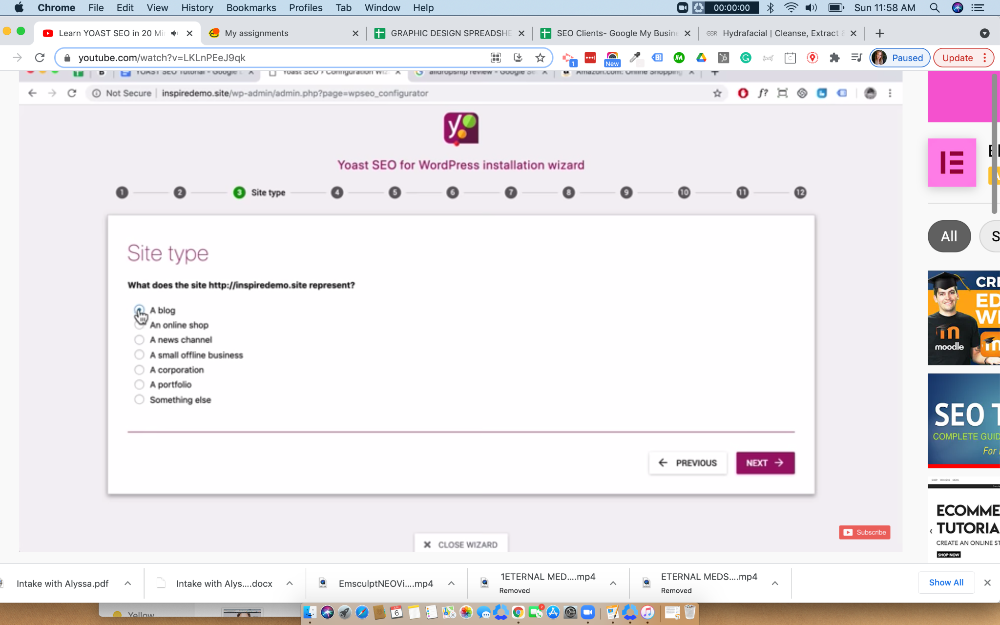 Chrome File Edit View History Bookmarks Profiles Tab Window Help 00:00:00 Sun 11:58 AM
Learn YOAST SEO in 20 Mi My assignments GRAPHIC DESIGN SPREADSHE SEO Clients- Google My Busine Hydrafacial | Cleanse, Extract &
youtube.com/watch?v=LKLnPEeJ9qk 1 New Paused Update
YOAST SEO Tutorial - Google Yoast SEO > Configuration Wiz alidropship review - Google Se Amazon.com: Online Shopping
Not Secure | inspiredemo.site/wp-admin/admin.php?page=wpseo_configurator
Yoast SEO for WordPress installation wizard
1 2 3 Site type 4 5 6 7 8 9 10 11 12
Site type
What does the site http://inspiredemo.site represent?
A blog
An online shop
A news channel
A small offline business
A corporation
A portfolio
Something else
← PREVIOUS NEXT →
Subscribe
× CLOSE WIZARD
All S
CRE
ED
WI
moodle
SEO T
COMPLETE GUID
For
ECOMME
TUTORIA
CREATE AN ONLINE ST
SHOP NOW
Intake with Alyssa.pdf Intake with Alys....docx EmsculptNEOVi....mp4 1ETERNAL MED....mp4 ETERNAL MEDS....mp4 Show All
Removed Removed
Yellow
6 2